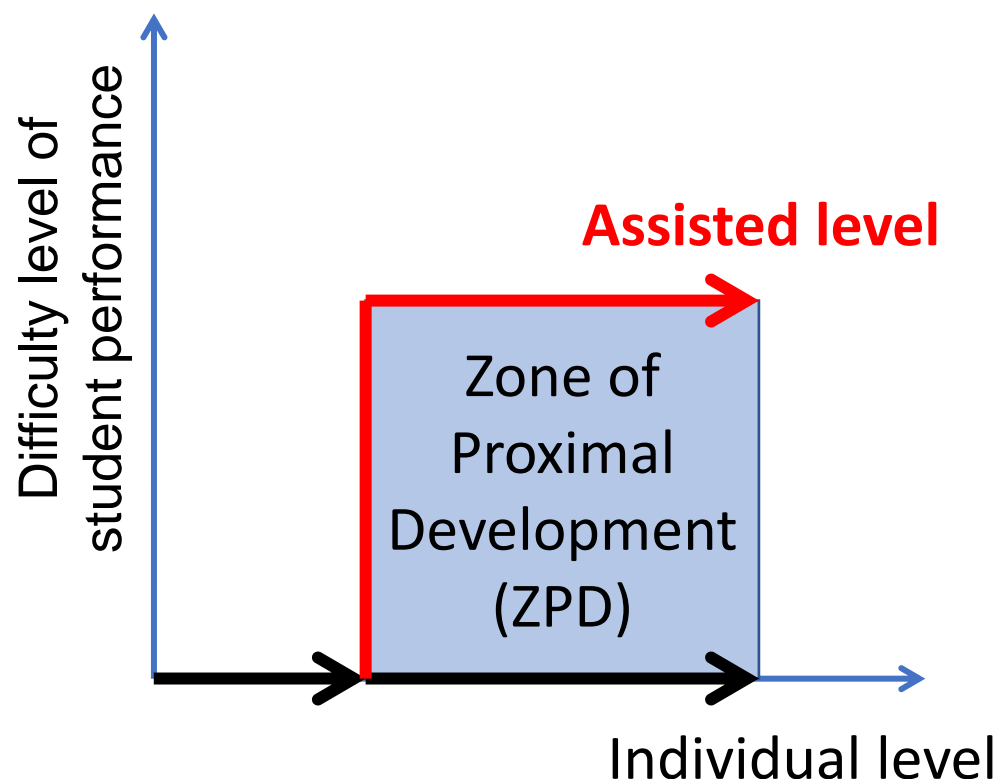 Difficulty level of
student performance
Assisted level
Zone of
Proximal
Development
(ZPD)
Individual level